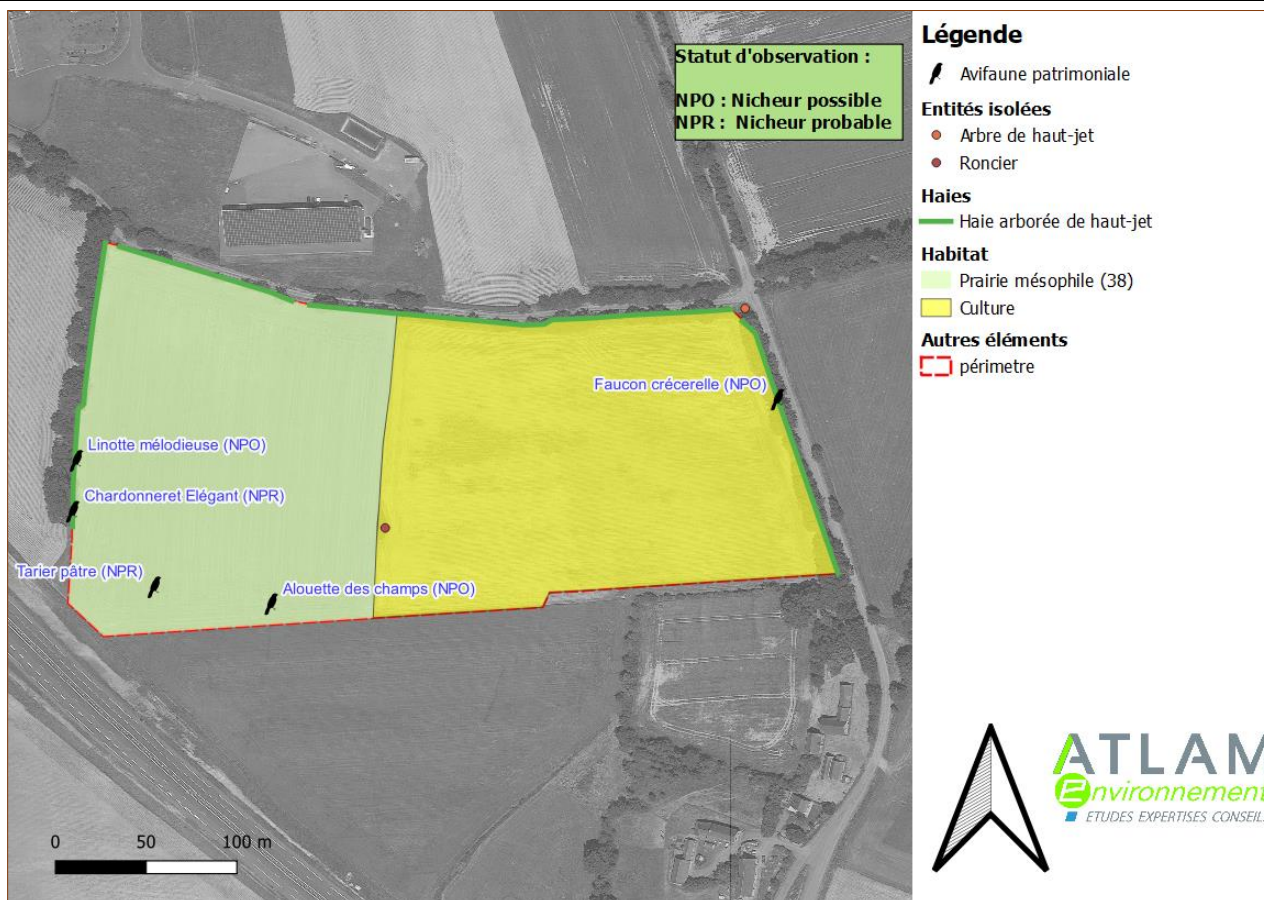 Statut d'observation :
NPO : Nicheur possible
NPR : Nicheur probable
Faucon crécerelle (NPO)
Linotte mélodieuse (NPO)
Chardonneret Elégant (NPR)
Tarier pâtre (NPR)
Alouette des champs (NPO)
0 50 100 m
Légende
Avifaune patrimoniale
Entités isolées
Arbre de haut-jet
Roncier
Haies
Haie arborée de haut-jet
Habitat
Prairie mésophile (38)
Culture
Autres éléments
périmetre
ATLAM
Environnement
ETUDES EXPERTISES CONSEIL